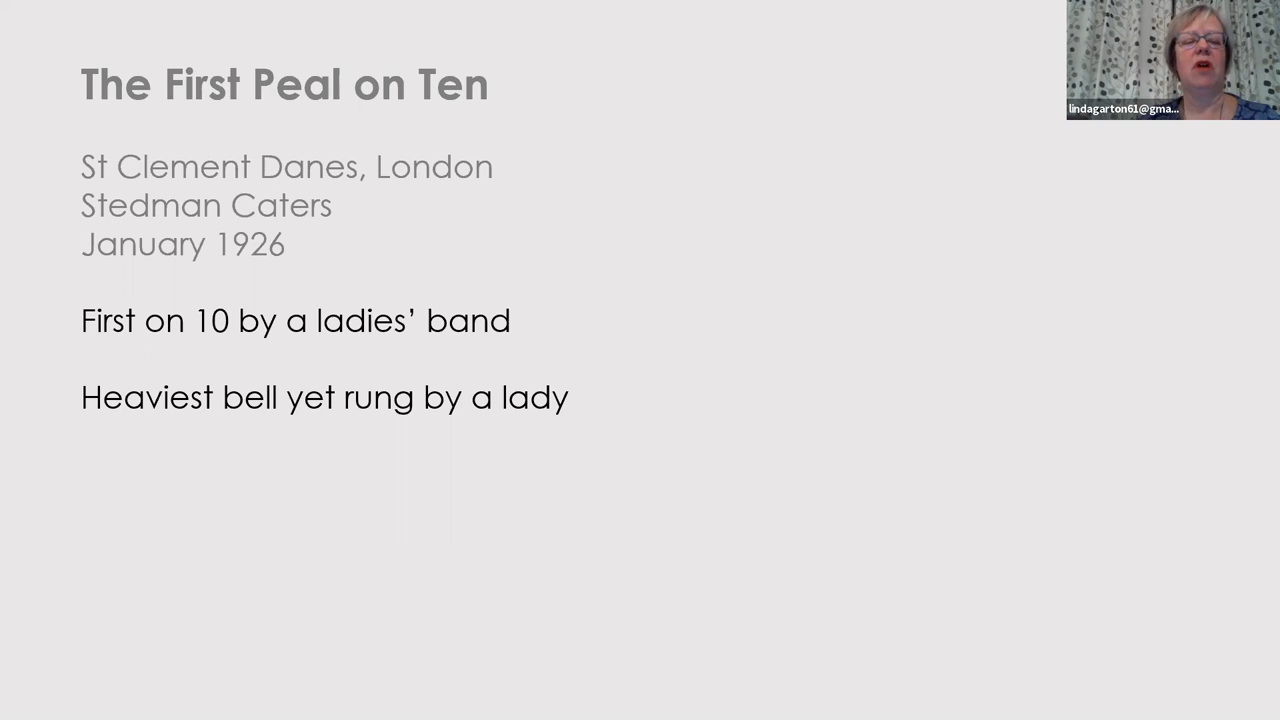 The First Peal on Ten
St Clement Danes, London
Stedman Caters
January 1926
First on 10 by a ladies’ band
Heaviest bell yet rung by a lady
lindagarton61@gma...